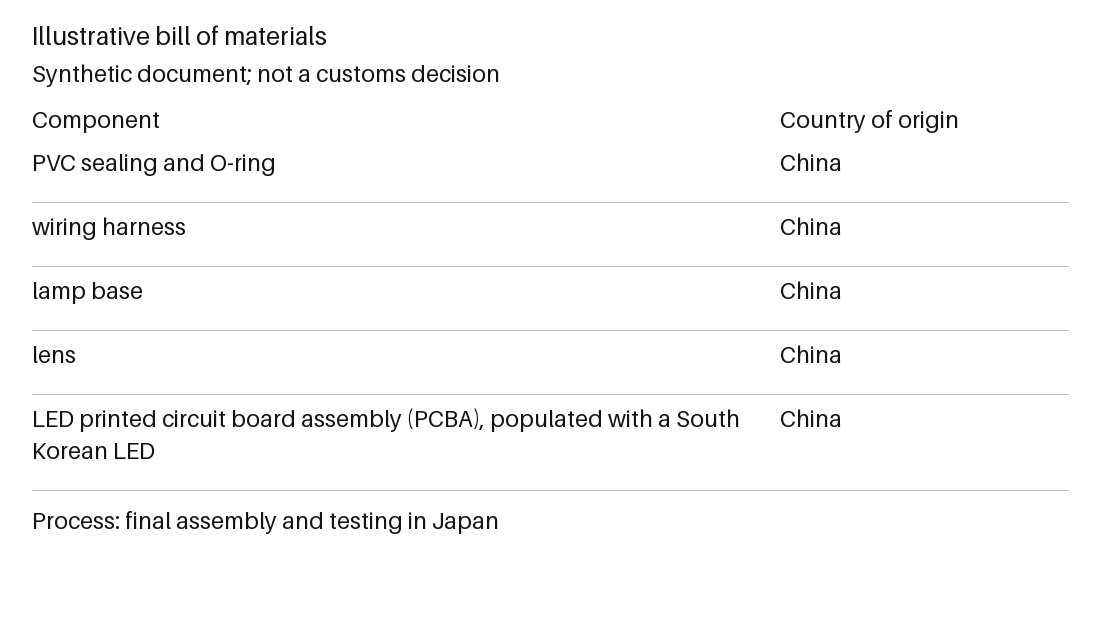 Illustrative bill of materials
Synthetic document; not a customs decision
Component Country of origin
PVC sealing and O-ring China
wiring harness China
lamp base China
lens China
LED printed circuit board assembly (PCBA), populated with a South China
Korean LED
Process: final assembly and testing in Japan